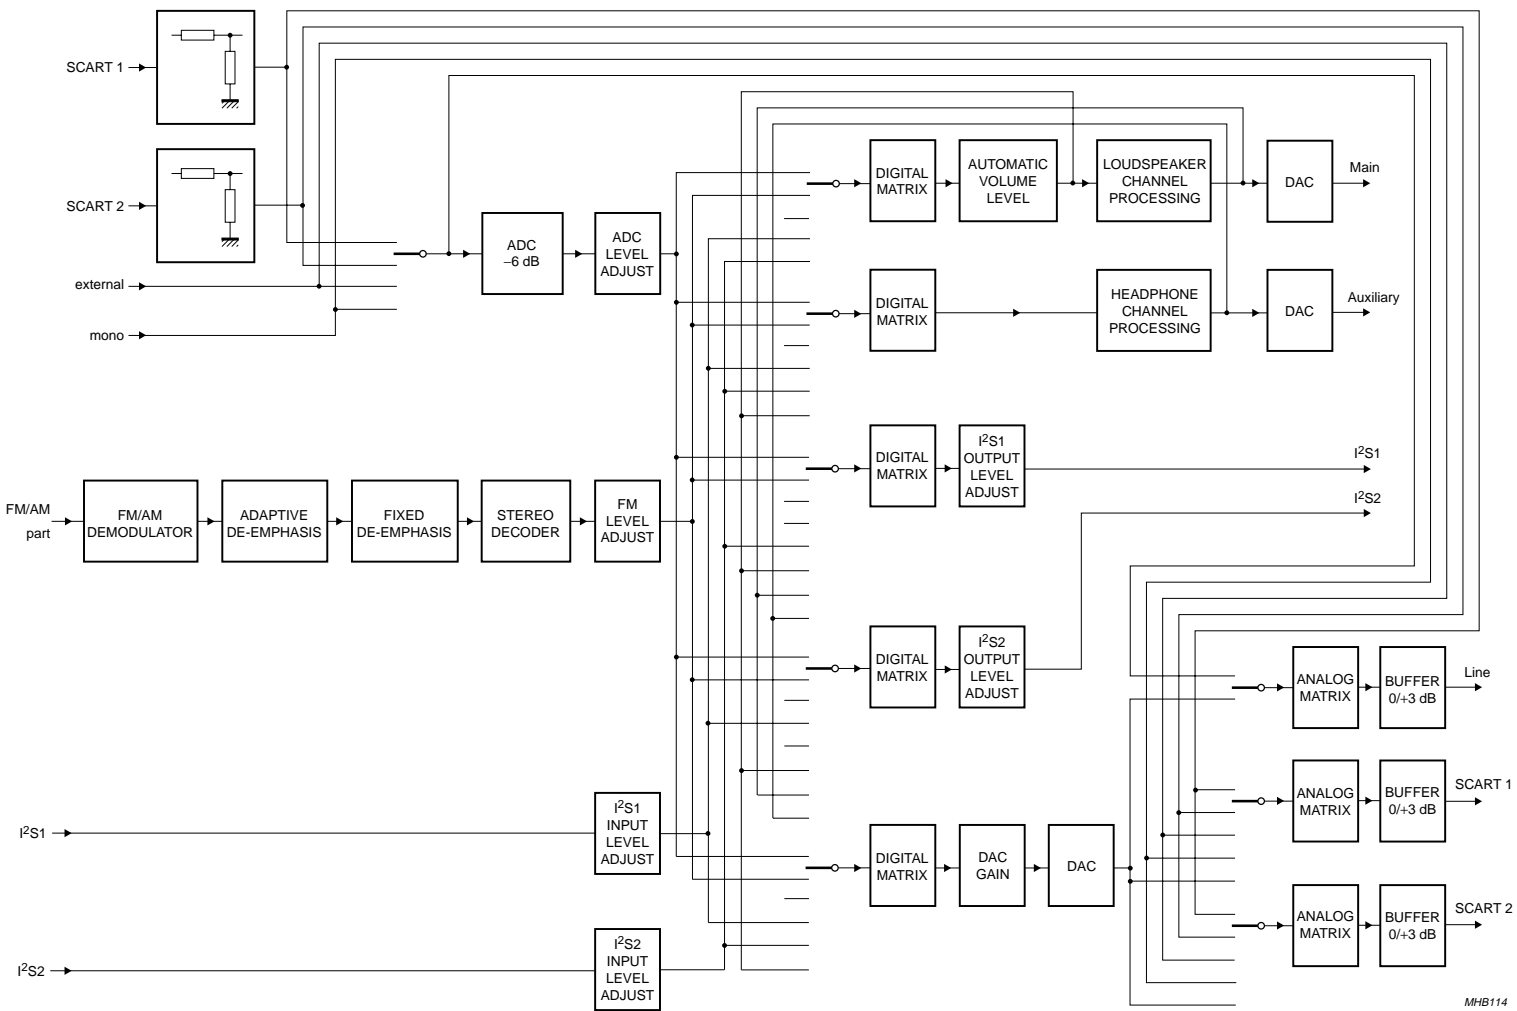 SCART 1
SCART 2
external
mono
ADC
–6 dB
ADC
LEVEL
ADJUST
DIGITAL
MATRIX
AUTOMATIC
VOLUME
LEVEL
LOUDSPEAKER
CHANNEL
PROCESSING
DAC
Main
DIGITAL
MATRIX
HEADPHONE
CHANNEL
PROCESSING
DAC
Auxiliary
DIGITAL
MATRIX
I2S1
OUTPUT
LEVEL
ADJUST
I2S1
I2S2
FM/AM
part
FM/AM
DEMODULATOR
ADAPTIVE
DE-EMPHASIS
FIXED
DE-EMPHASIS
STEREO
DECODER
FM
LEVEL
ADJUST
DIGITAL
MATRIX
I2S2
OUTPUT
LEVEL
ADJUST
ANALOG
MATRIX
BUFFER
0/+3 dB
Line
I2S1
I2S1
INPUT
LEVEL
ADJUST
ANALOG
MATRIX
BUFFER
0/+3 dB
SCART 1
DIGITAL
MATRIX
DAC
GAIN
DAC
ANALOG
MATRIX
BUFFER
0/+3 dB
SCART 2
I2S2
I2S2
INPUT
LEVEL
ADJUST
MHB114